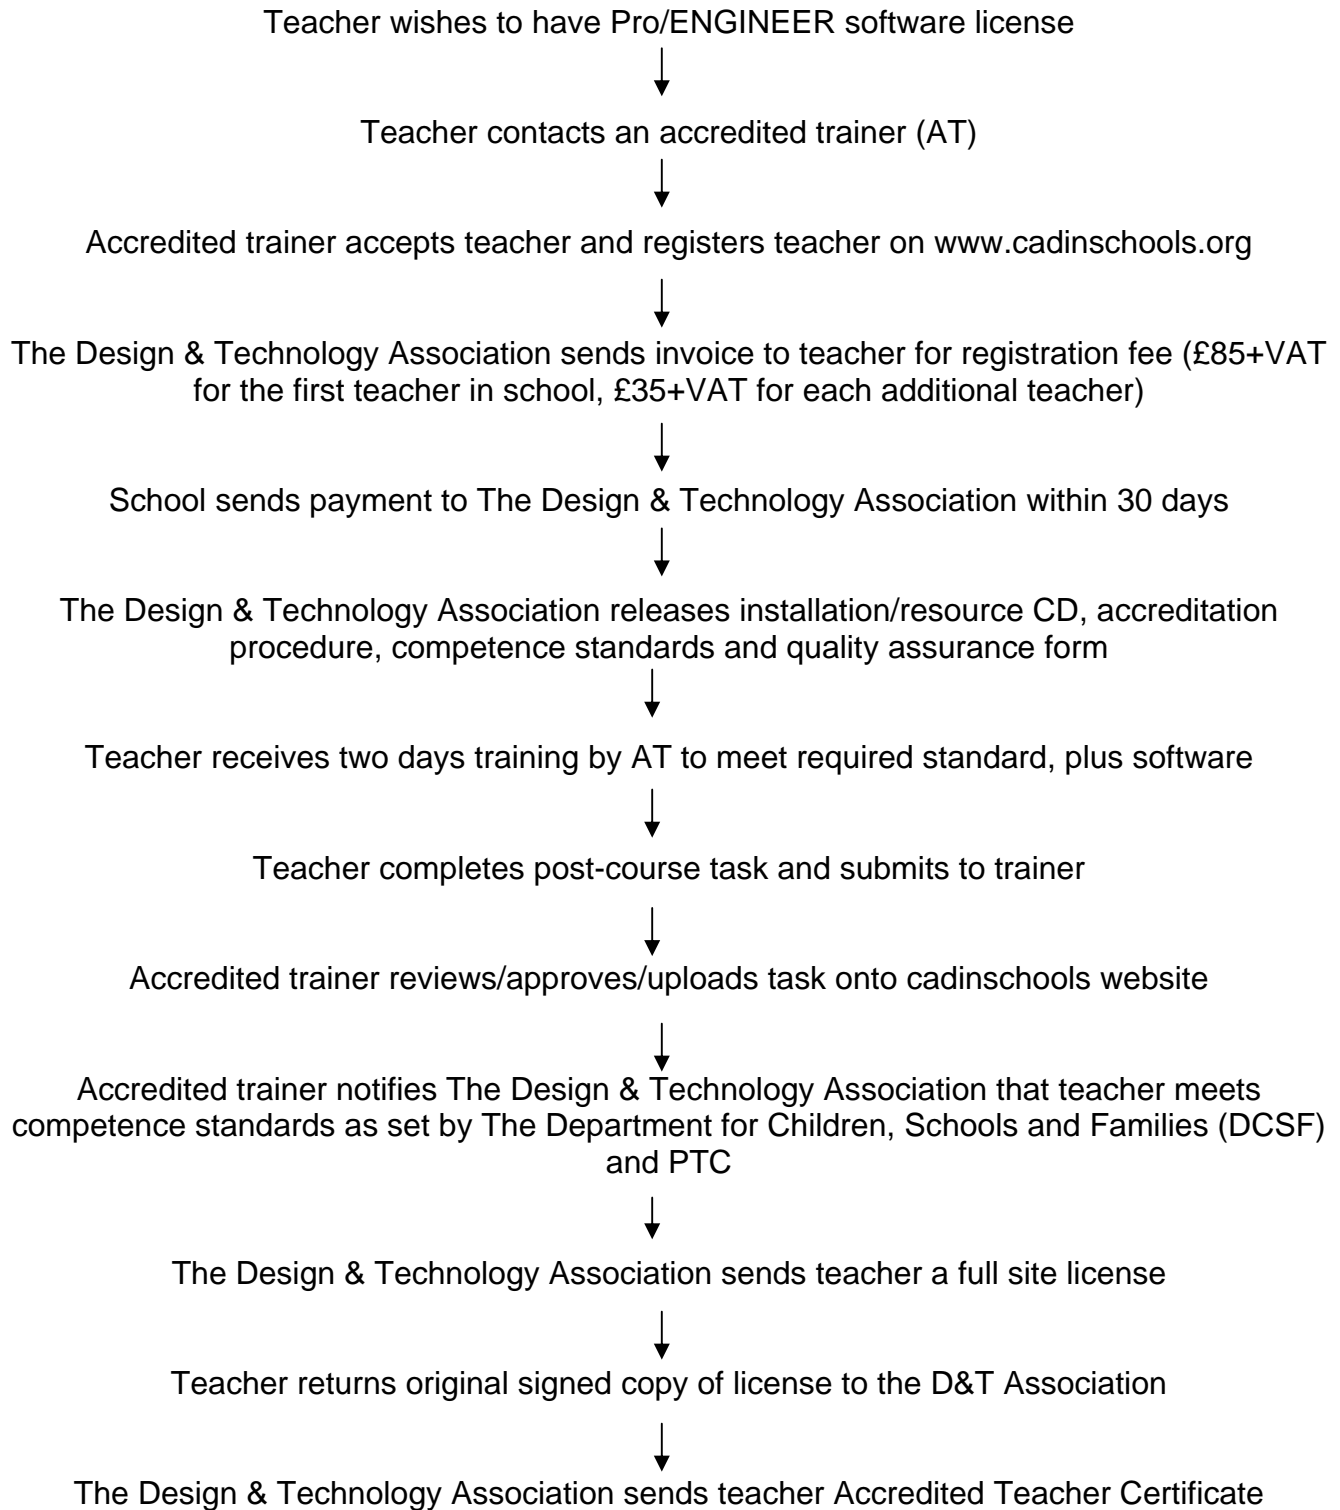 Teacher wishes to have Pro/ENGINEER software license
Teacher contacts an accredited trainer (AT)
Accredited trainer accepts teacher and registers teacher on www.cadinschools.org
The Design & Technology Association sends invoice to teacher for registration fee (£85+VAT
for the first teacher in school, £35+VAT for each additional teacher)
School sends payment to The Design & Technology Association within 30 days
The Design & Technology Association releases installation/resource CD, accreditation
procedure, competence standards and quality assurance form
Teacher receives two days training by AT to meet required standard, plus software
Teacher completes post-course task and submits to trainer
Accredited trainer reviews/approves/uploads task onto cadinschools website
Accredited trainer notifies The Design & Technology Association that teacher meets
competence standards as set by The Department for Children, Schools and Families (DCSF)
and PTC
The Design & Technology Association sends teacher a full site license
Teacher returns original signed copy of license to the D&T Association
The Design & Technology Association sends teacher Accredited Teacher Certificate